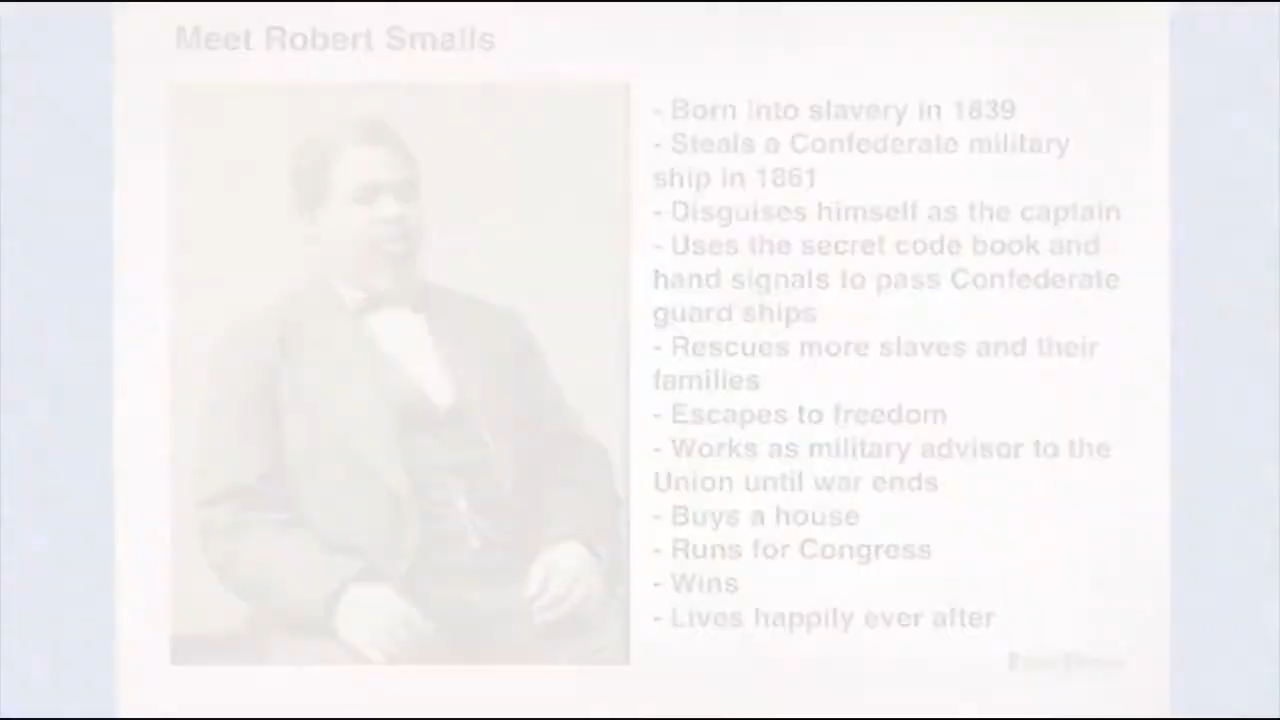 Meet Robert Smalls
- Born into slavery in 1839
- Steals a Confederate military
ship in 1861
- Disguises himself as the captain
- Uses the secret code book and
hand signals to pass Confederate
guard ships
- Rescues more slaves and their
families
- Escapes to freedom
- Works as military advisor to the
Union until war ends
- Buys a house
- Runs for Congress
- Wins
- Lives happily ever after